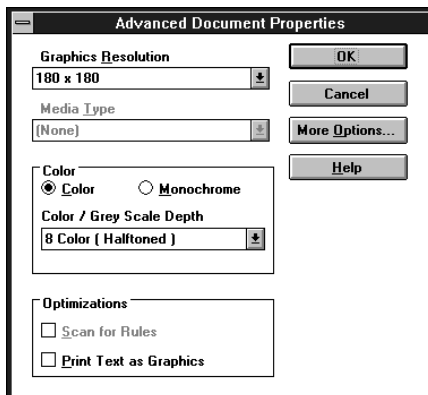 Advanced Document Properties
Graphics Resolution
180 x 180
Media Type
(None)
Color
Color Monochrome
Color / Grey Scale Depth
8 Color ( Halftoned )
Optimizations
Scan for Rules
Print Text as Graphics
OK
Cancel
More Options...
Help